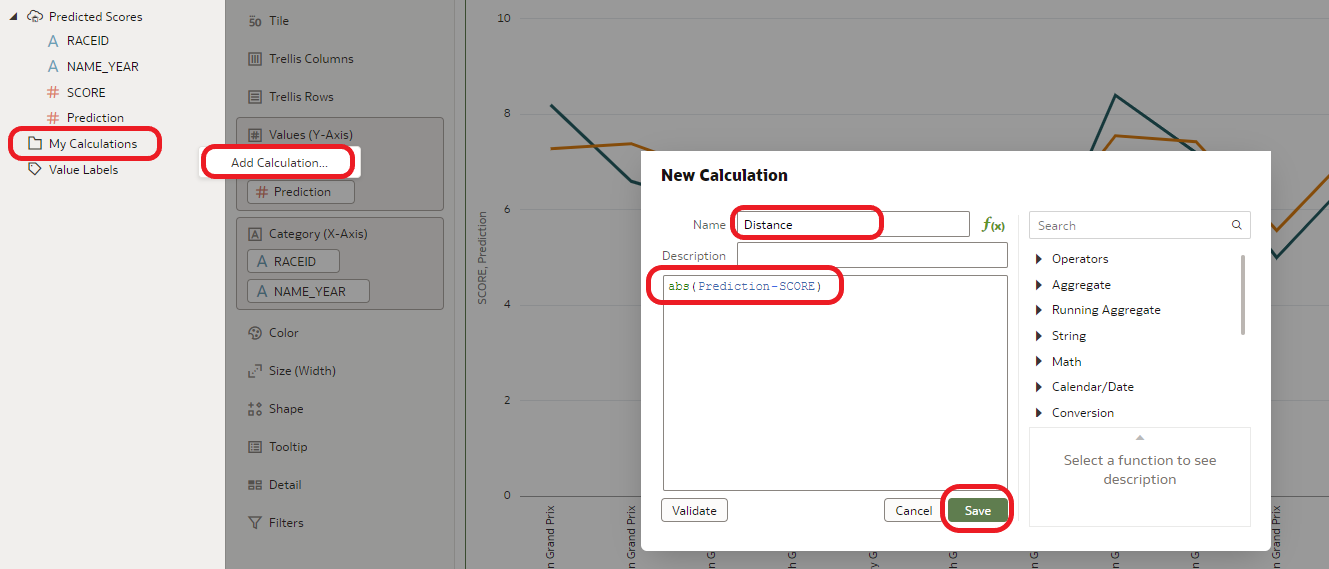 Predicted Scores
RACEID
NAME_YEAR
SCORE
Prediction
My Calculations
Value Labels
Add Calculation...
50 Tile
Trellis Columns
Trellis Rows
Values (Y-Axis)
Prediction
Category (X-Axis)
RACEID
NAME_YEAR
Color
Size (Width)
Shape
Tooltip
Detail
Filters
SCORE, Prediction
10
8
6
4
2
0
n Grand Prix
n Grand Prix
n Grand Prix
New Calculation
Name
Distance
f(x)
Description
abs(Prediction-SCORE)
Validate
Cancel
Save
Search
Operators
Aggregate
Running Aggregate
String
Math
Calendar/Date
Conversion
Select a function to see
description